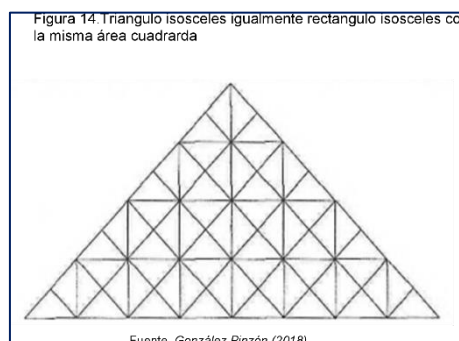 Figura 14.Triangulo isosceles igualmente rectangulo isosceles co
la misma área cuadrarda
Fuente. González Pinzón (2018)